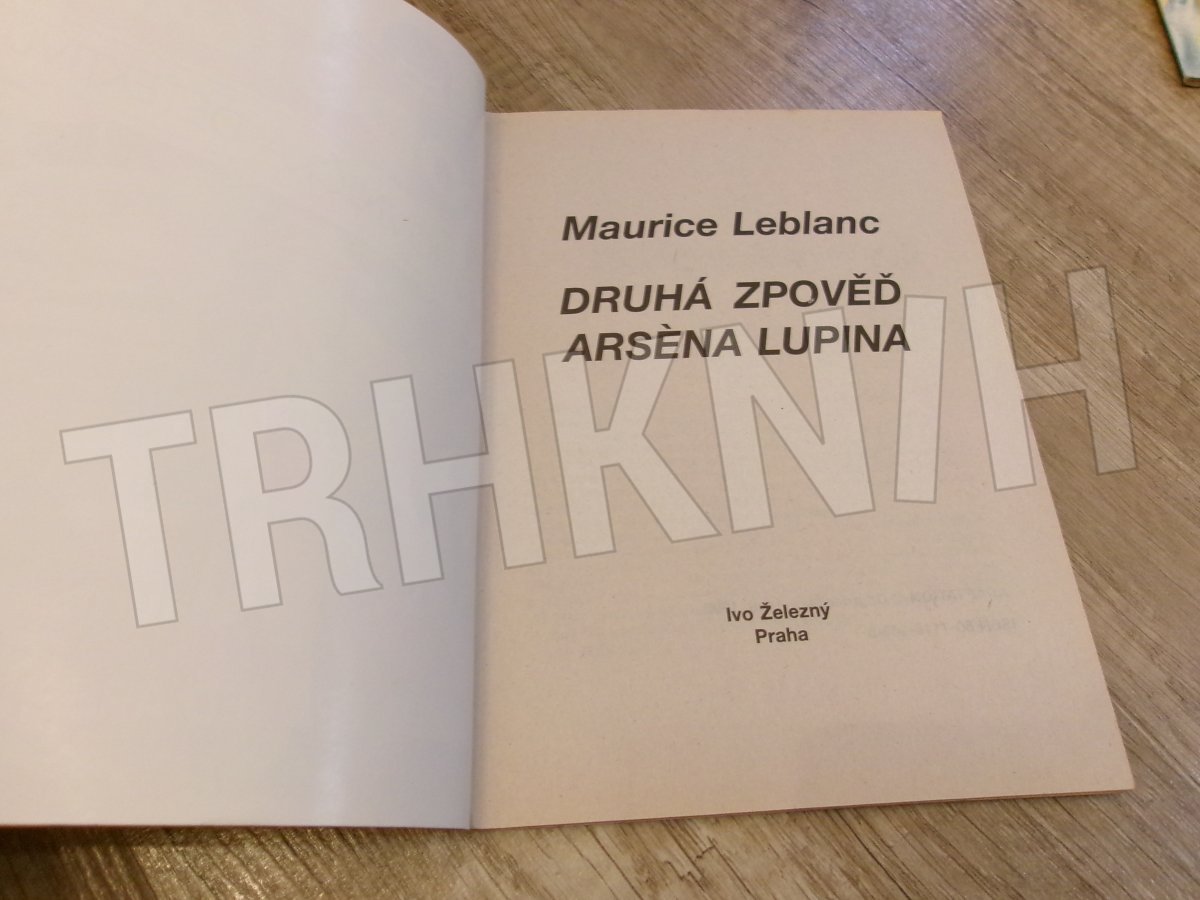 Maurice Leblanc
DRUHÁ ZPOVĚĎ
ARSÈNA LUPINA
TRHKNIH
Ivo Železný
Praha